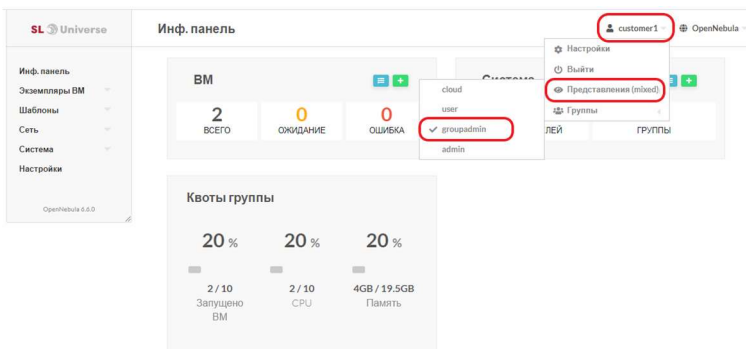 SL Universe
Инф. панель
customer1
OpenNebula
Инф. панель
Экземпляры ВМ
Шаблоны
Сеть
Система
Настройки
OpenNebula 6.6.0
ВМ
2
ВСЕГО
0
ОЖИДАНИЕ
0
ОШИБКА
ГРУППЫ
Настройки
Выйти
Представления (mixed)
Группы
cloud
user
groupadmin
admin
Квоты группы
20 %
20 %
20 %
2 / 10
Запущено
ВМ
2 / 10
CPU
4GB / 19.5GB
Память